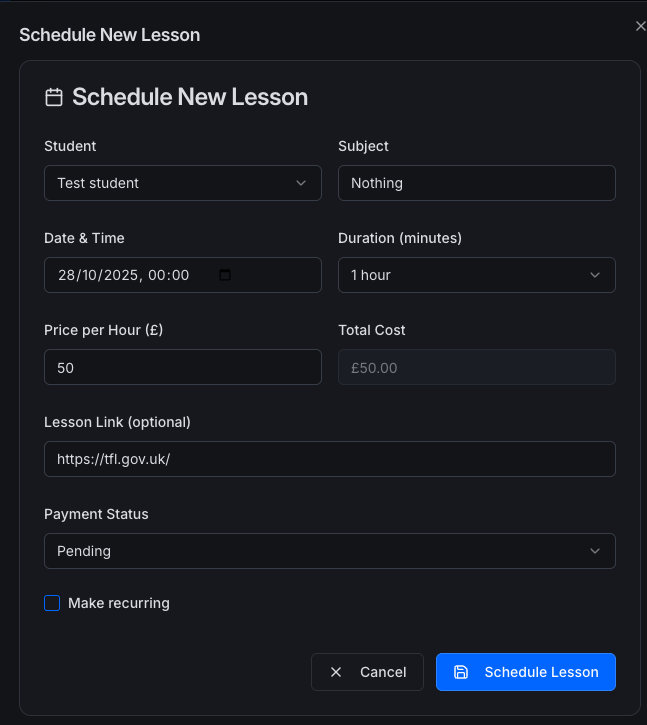 Schedule New Lesson
Schedule New Lesson
Student
Subject
Test student
Nothing
Date & Time
Duration (minutes)
28/10/2025, 00:00
1 hour
Price per Hour (£)
Total Cost
50
£50.00
Lesson Link (optional)
https://tfl.gov.uk/
Payment Status
Pending
Make recurring
Cancel
Schedule Lesson